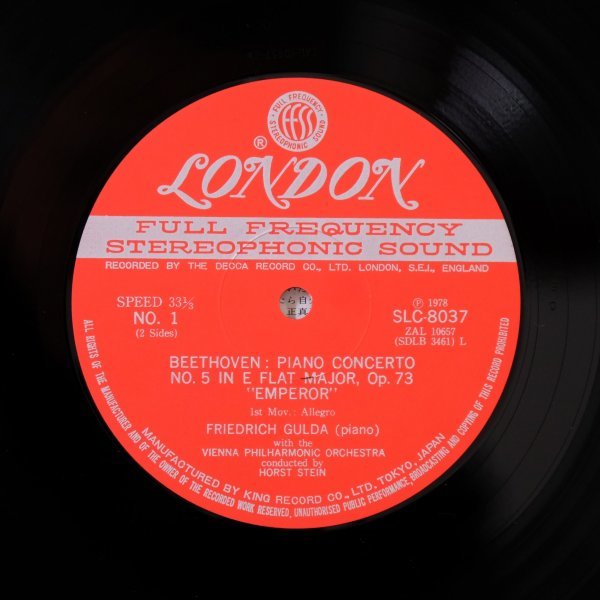 FULL FREQUENCY
ffss
STEREOPHONIC SOUND
®
LONDON
FULL FREQUENCY
STEREOPHONIC SOUND
RECORDED BY THE DECCA RECORD CO., LTD. LONDON, S.E.I., ENGLAND
SPEED 33⅓
NO. 1
(2 Sides)
Ⓟ 1978
SLC-8037
ZAL 10657
(SDLB 3461) L
BEETHOVEN : PIANO CONCERTO
NO. 5 IN E FLAT MAJOR, Op. 73
"EMPEROR"
1st Mov.: Allegro
FRIEDRICH GULDA (piano)
with the
VIENNA PHILHARMONIC ORCHESTRA
conducted by
HORST STEIN
MANUFACTURED BY KING RECORD CO., LTD, TOKYO, JAPAN
ALL RIGHTS OF THE MANUFACTURER AND OF THE OWNER OF THE RECORDED WORK RESERVED, UNAUTHORISED PUBLIC PERFORMANCE, BROADCASTING AND COPYING OF THIS RECORD PROHIBITED